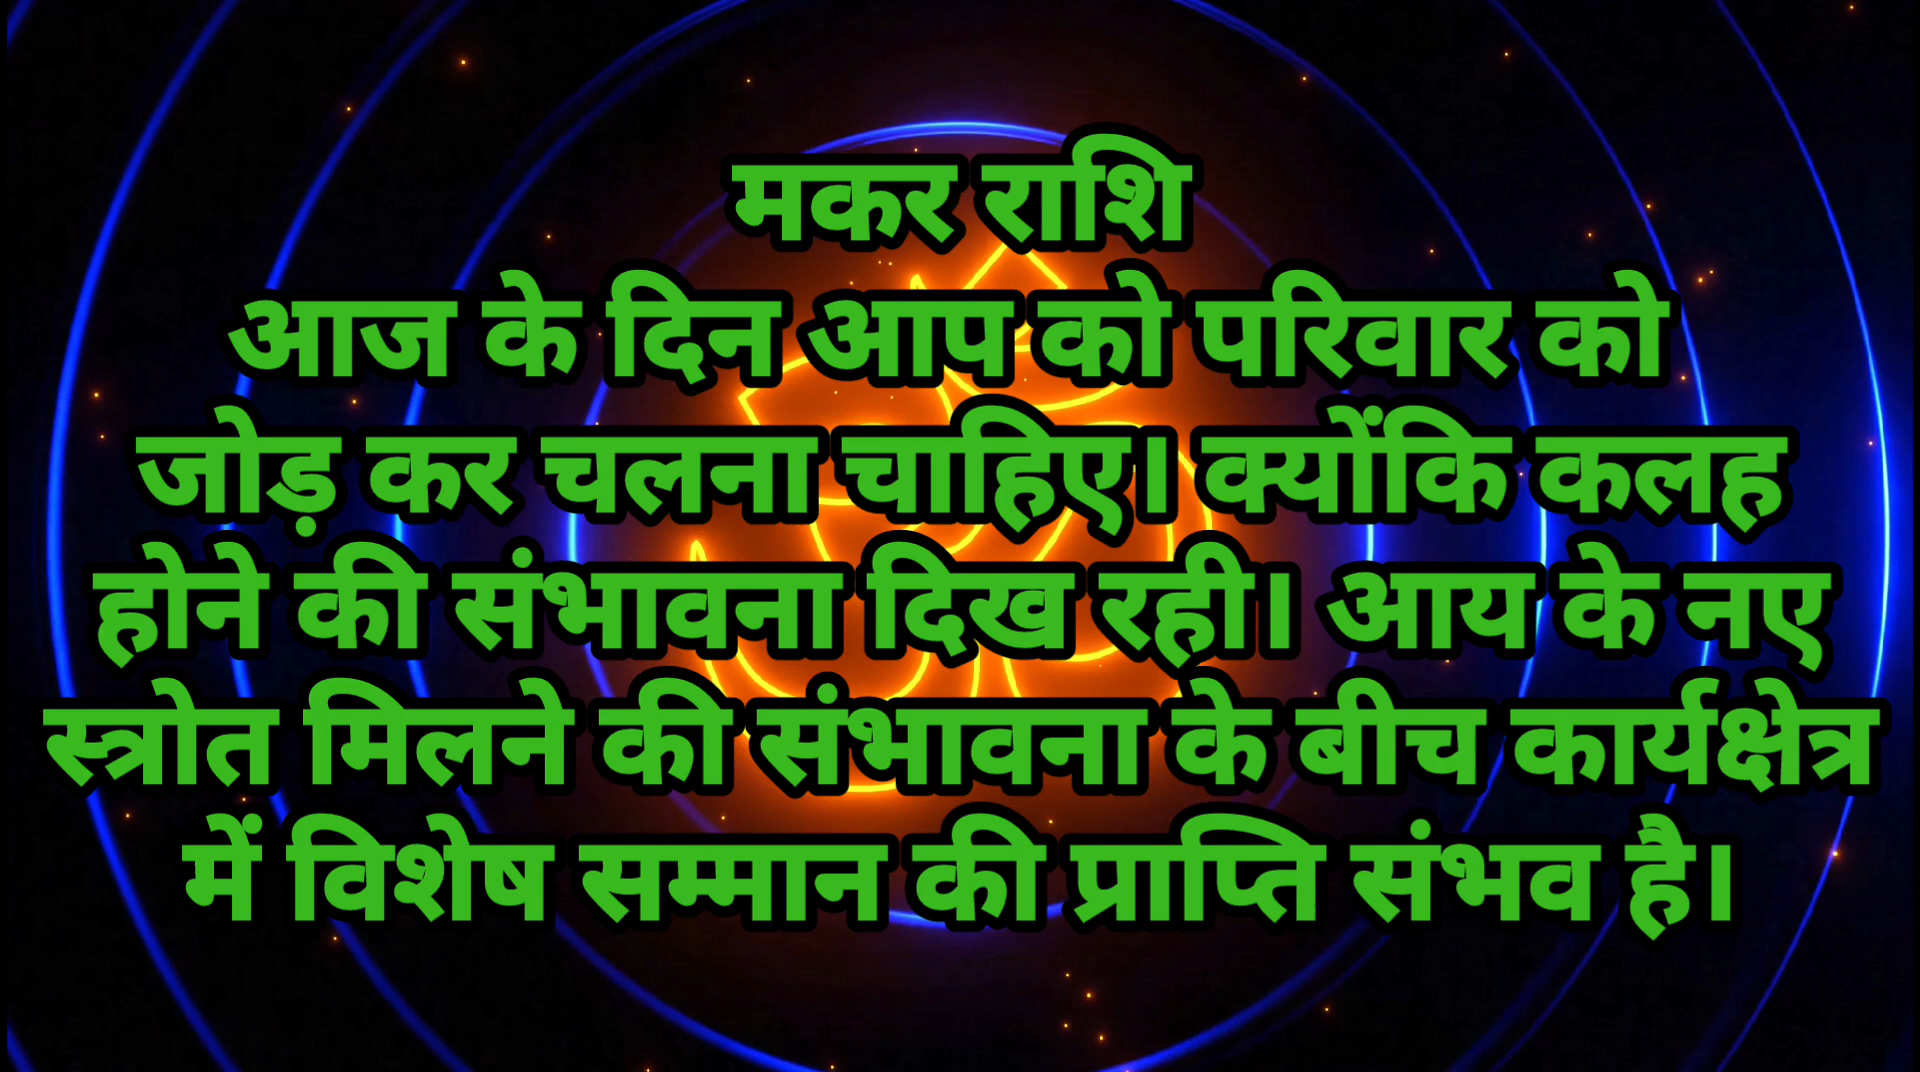 मकर राशि
आज के दिन आप को परिवार को
जोड़ कर चलना चाहिए। क्योंकि कलह
होने की संभावना दिख रही। आय के नए
स्त्रोत मिलने की संभावना के बीच कार्यक्षेत्र
में विशेष सम्मान की प्राप्ति संभव है।